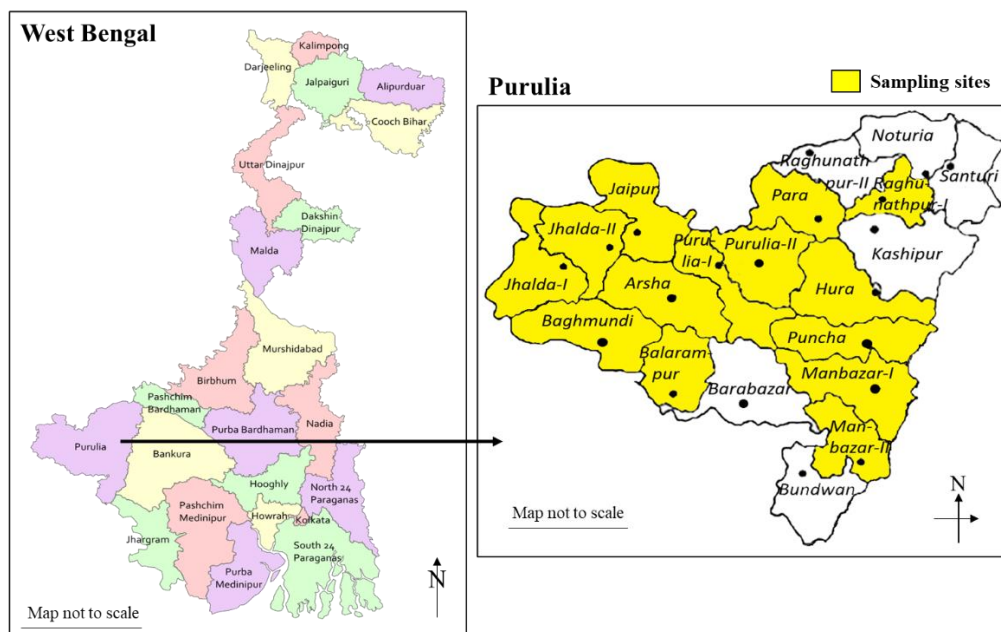 West Bengal
Kalimpong
Darjeeling
Jalpaiguri
Alipurduar
Cooch Bihar
Uttar Dinajpur
Dakshin
Dinajpur
Malda
Murshidabad
Birbhum
Pashchim
Bardhaman
Purba Bardhaman
Nadia
Purulia
Bankura
Hooghly
North 24
Paraganas
Pashchim
Medinipur
Howrah
Kolkata
Jhargram
South 24
Paraganas
Purba
Medinipur
N
Map not to scale
Purulia
Sampling sites
Noturia
Raghunath
pur-II
Santuri
Raghu-
nathpur-I
Jaipur
Para
Kashipur
Jhalda-II
Puru-
lia-I
Purulia-II
Jhalda-I
Arsha
Hura
Baghmundi
Puncha
Balaram-
pur
Manbazar-I
Barabazar
Man-
bazar-II
Bundwan
N
Map not to scale